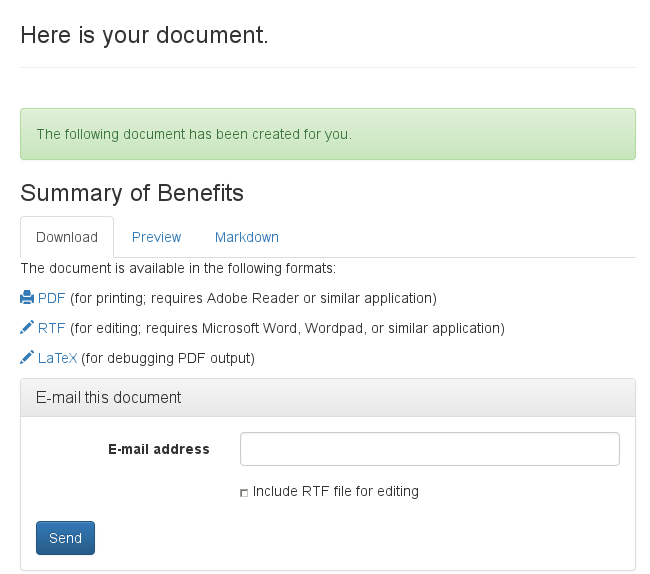 Here is your document.
The following document has been created for you.
Summary of Benefits
Download Preview Markdown
The document is available in the following formats:
PDF (for printing; requires Adobe Reader or similar application)
RTF (for editing; requires Microsoft Word, Wordpad, or similar application)
LaTeX (for debugging PDF output)
E-mail this document
E-mail address
Include RTF file for editing
Send